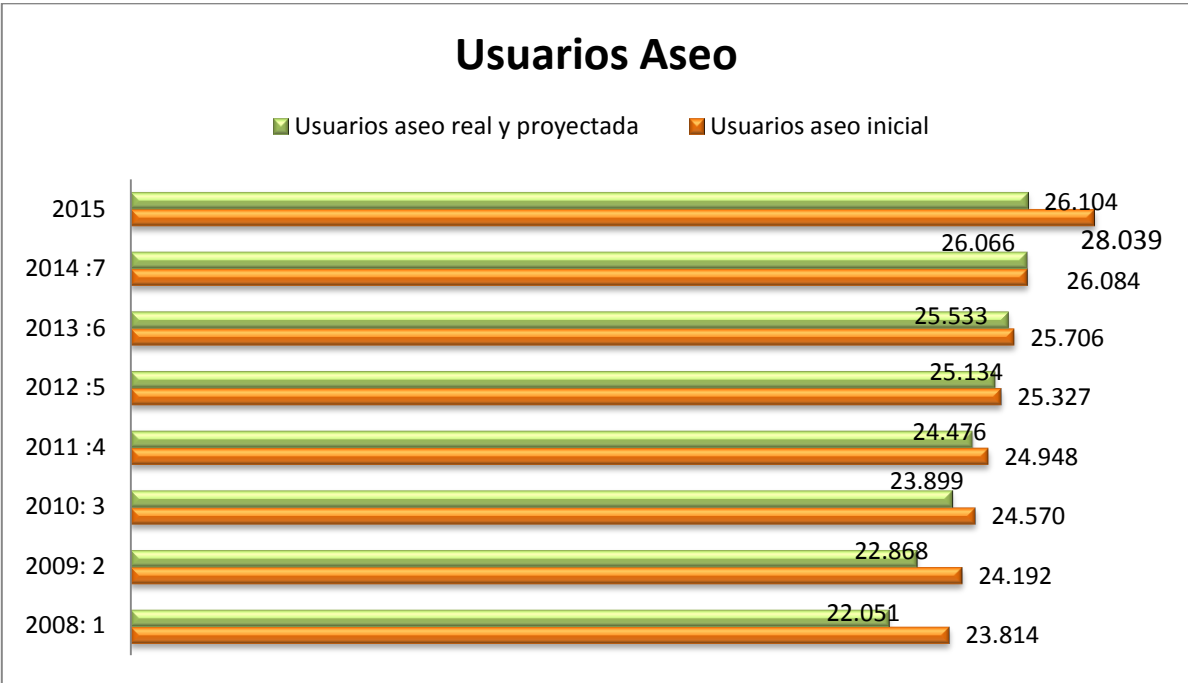 Usuarios Aseo
Usuarios aseo real y proyectada Usuarios aseo inicial
2015 26.104
28.039
2014 :7 26.066
26.084
2013 :6 25.533
25.706
2012 :5 25.134
25.327
2011 :4 24.476
24.948
2010: 3 23.899
24.570
2009: 2 22.868
24.192
2008: 1 22.051
23.814